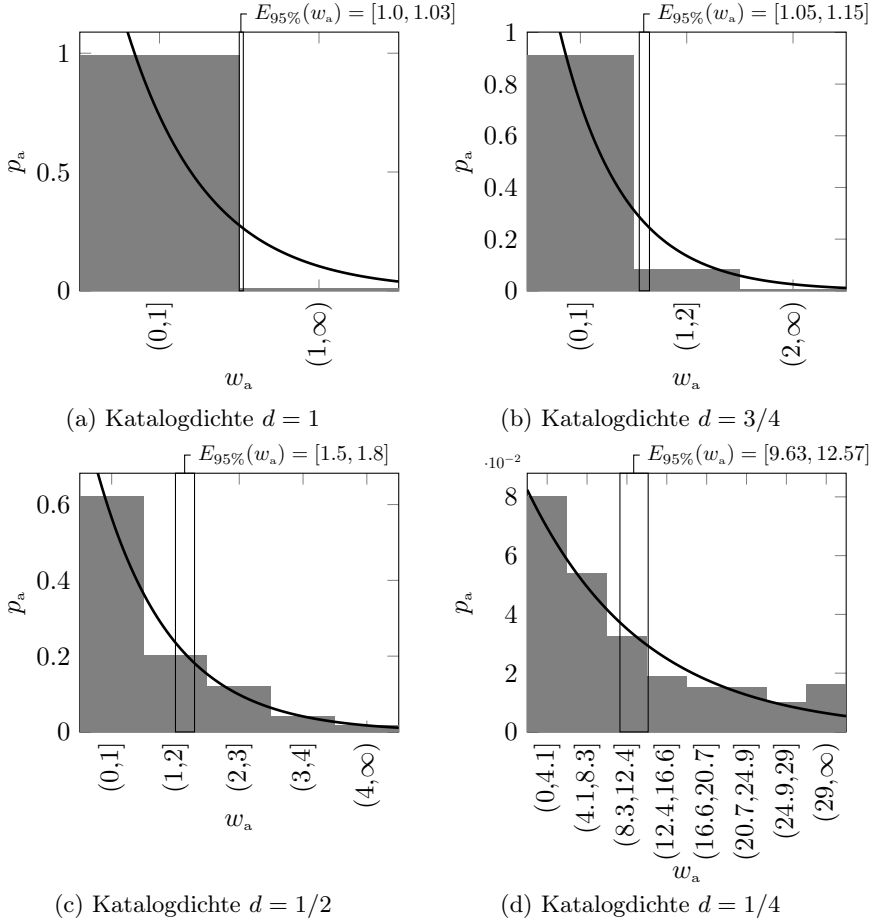 E95%(wa) = [1.0, 1.03]
1
0.5
0
pa
(0,1]
(1,∞)
wa
(a) Katalogdichte d = 1
E95%(wa) = [1.05, 1.15]
1
0.8
0.6
0.4
0.2
0
pa
(0,1]
(1,2]
(2,∞)
wa
(b) Katalogdichte d = 3/4
E95%(wa) = [1.5, 1.8]
0.6
0.4
0.2
0
pa
(0,1]
(1,2]
(2,3]
(3,4]
(4,∞)
wa
(c) Katalogdichte d = 1/2
E95%(wa) = [9.63, 12.57]
·10−2
8
6
4
2
0
pa
(0,4.1]
(4.1,8.3]
(8.3,12.4]
(12.4,16.6]
(16.6,20.7]
(20.7,24.9]
(24.9,29]
(29,∞)
wa
(d) Katalogdichte d = 1/4